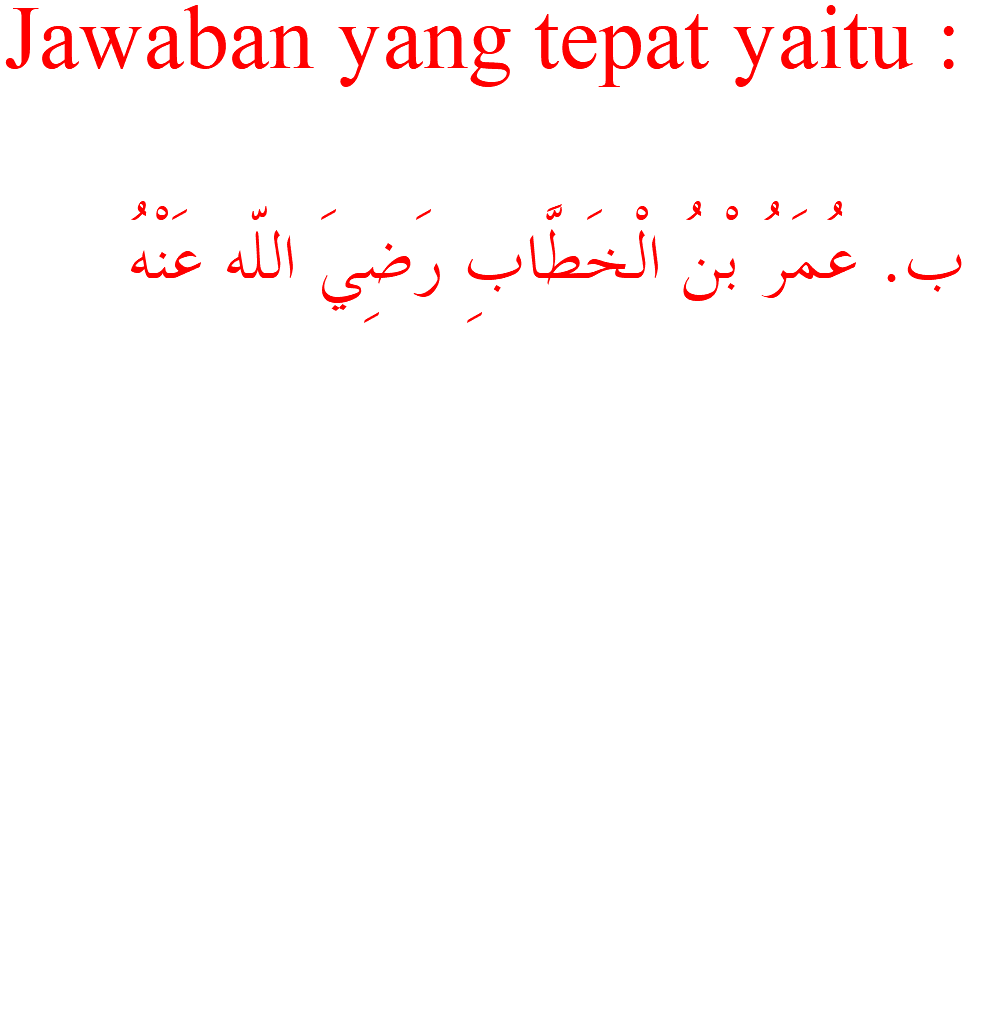 Jawaban yang tepat yaitu :
ب. عُمَرُ بْنُ الْخَطَّابِ رَضِيَ اللّه عَنْهُ